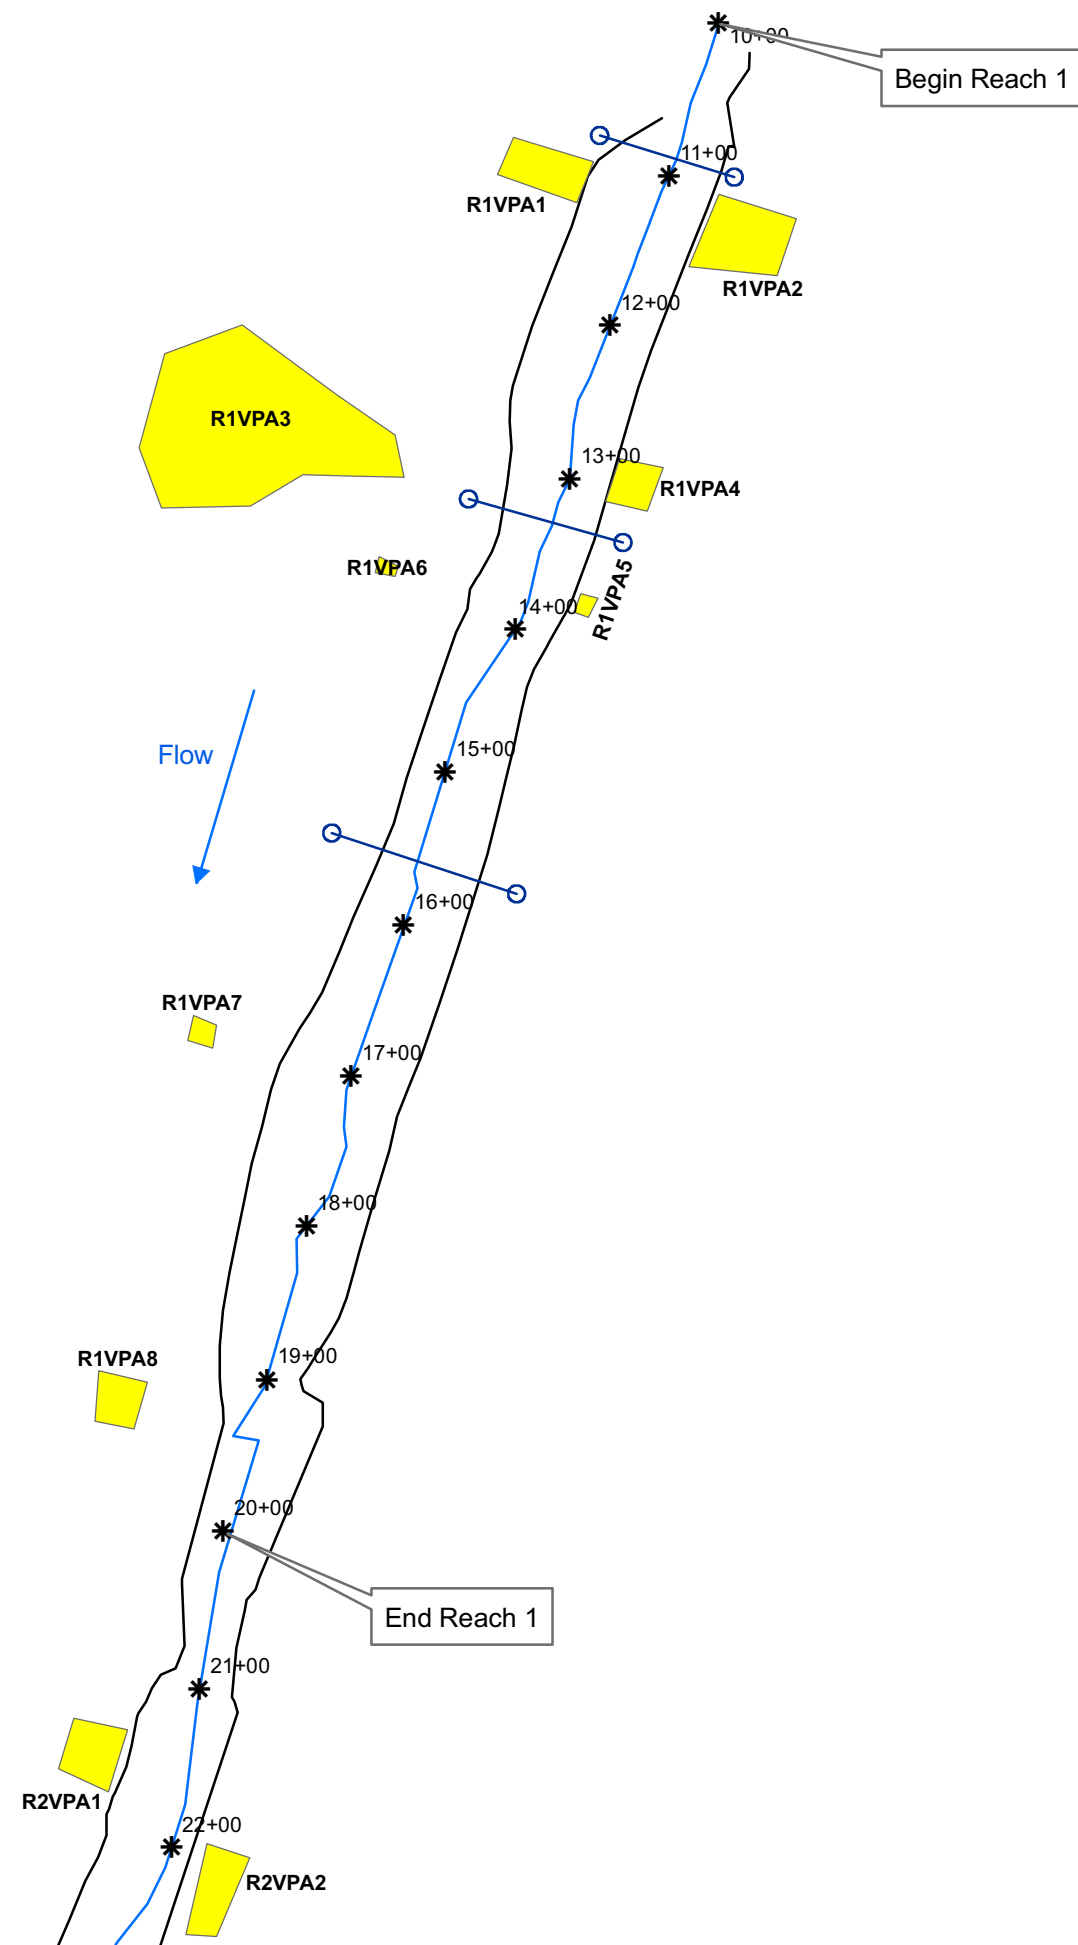 10+00
Begin Reach 1
11+00
R1VPA1
R1VPA2
12+00
R1VPA3
13+00
R1VPA4
R1VPA6
R1VPA5
14+00
15+00
Flow
16+00
R1VPA7
17+00
18+00
19+00
R1VPA8
20+00
End Reach 1
21+00
R2VPA1
22+00
R2VPA2